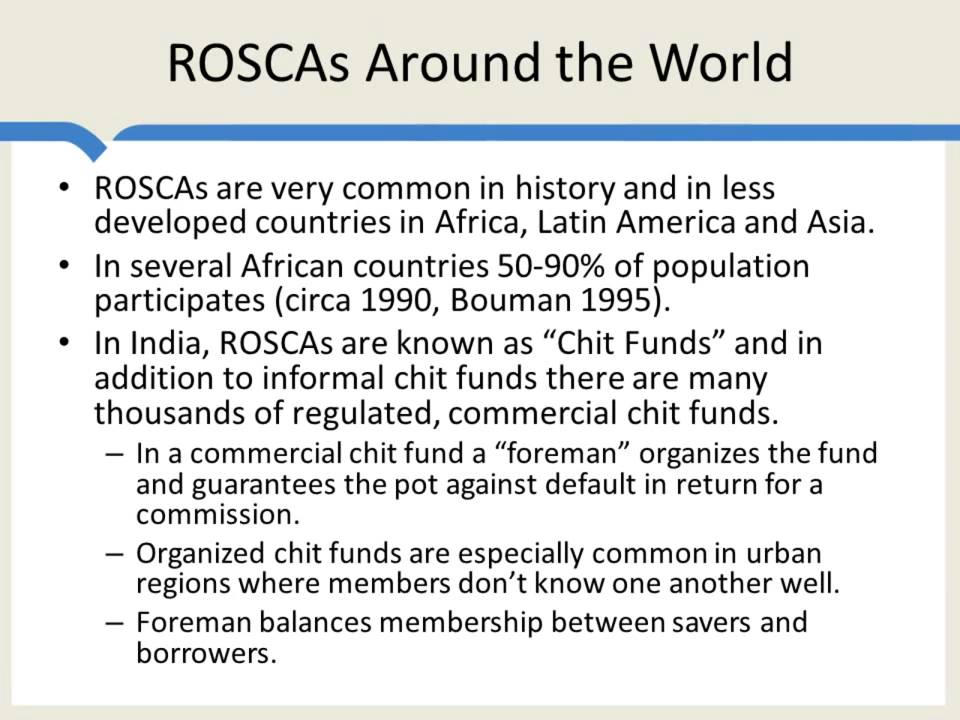 ROSCAs Around the World
• ROSCAs are very common in history and in less
developed countries in Africa, Latin America and Asia.
• In several African countries 50-90% of population
participates (circa 1990, Bouman 1995).
• In India, ROSCAs are known as “Chit Funds” and in
addition to informal chit funds there are many
thousands of regulated, commercial chit funds.
– In a commercial chit fund a “foreman” organizes the fund
and guarantees the pot against default in return for a
commission.
– Organized chit funds are especially common in urban
regions where members don’t know one another well.
– Foreman balances membership between savers and
borrowers.